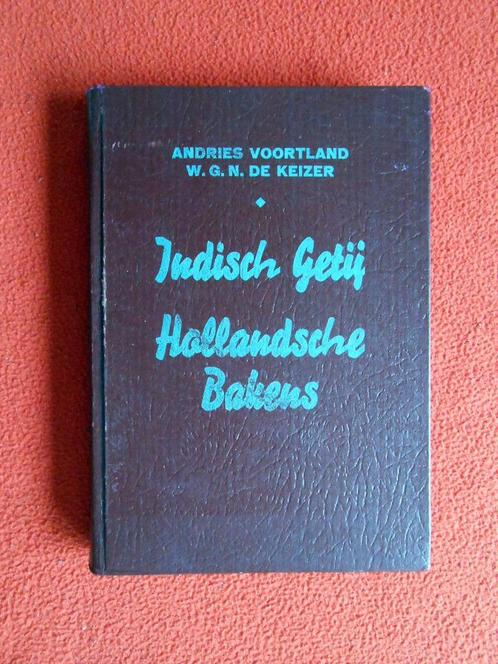 ANDRIES VOORTLAND
W. G. N. DE KEIZER
Indisch Getij
Hollandsche
Bakens